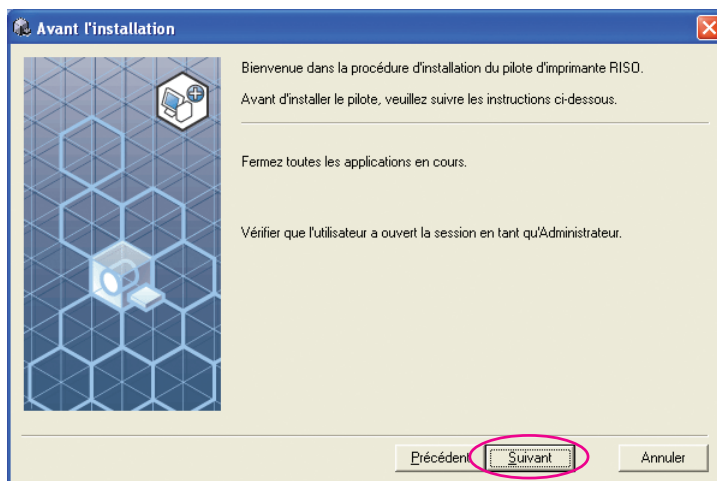 Avant l'installation
Bienvenue dans la procédure d'installation du pilote d'imprimante RISO.
Avant d'installer le pilote, veuillez suivre les instructions ci-dessous.
Fermez toutes les applications en cours.
Vérifier que l'utilisateur a ouvert la session en tant qu'Administrateur.
Précédent
Suivant
Annuler